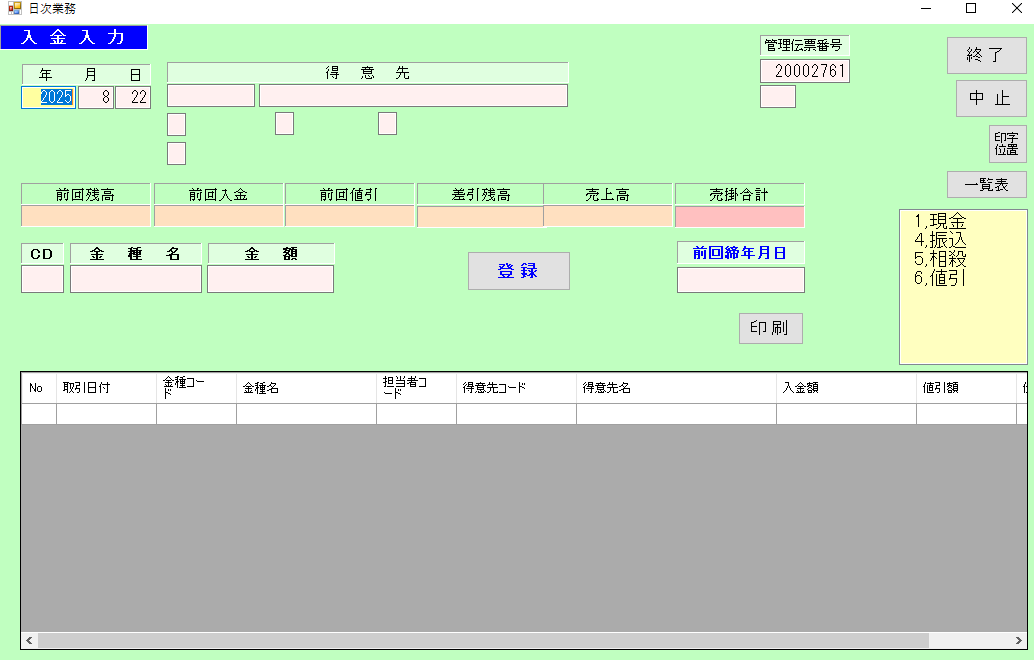 日次業務
入金入力
管理伝票番号
終了
年 月 日
得意先
2025 8 22
20002761
中止
印字
位置
一覧表
前回残高 前回入金 前回値引 差引残高 売上高 売掛合計
1,現金
4,振込
5,相殺
6,値引
CD 金種名 金額
登録
前回締年月日
印刷
No 取引日付 金種コー
ド 金種名 担当者コ
ード 得意先コード 得意先名 入金額 値引額